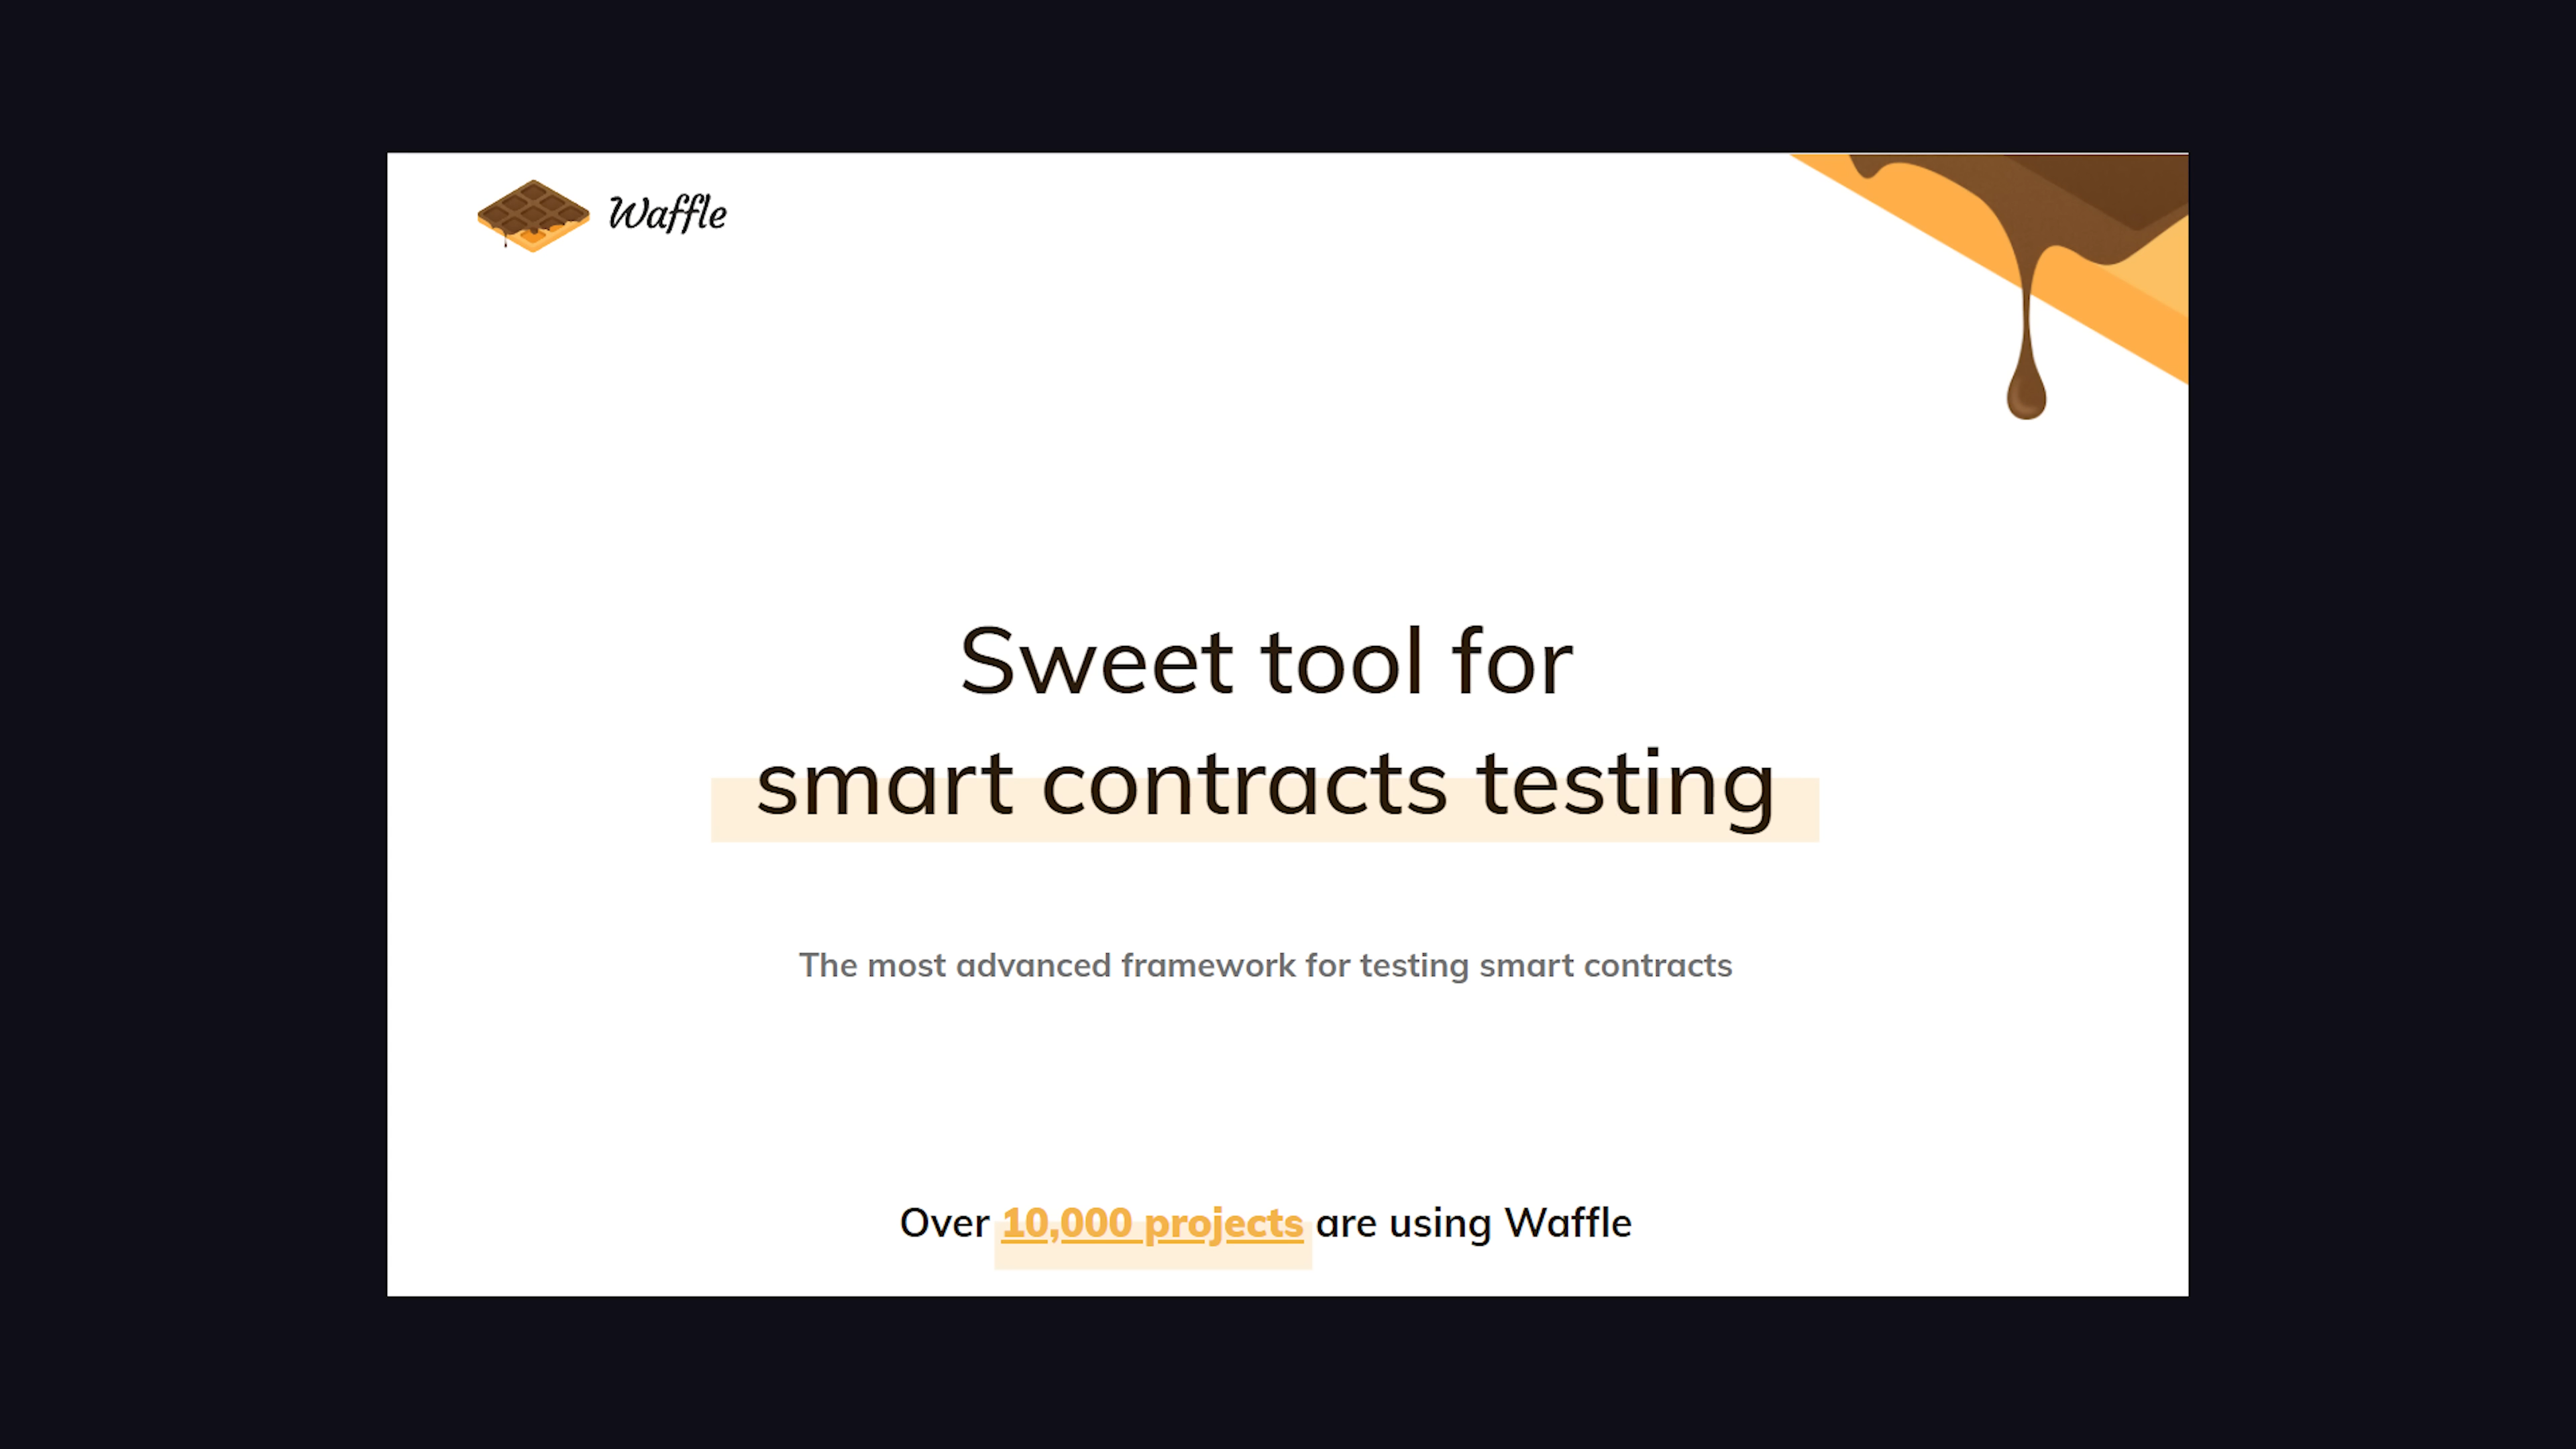 Waffle
Sweet tool for
smart contracts testing
The most advanced framework for testing smart contracts
Over 10,000 projects are using Waffle